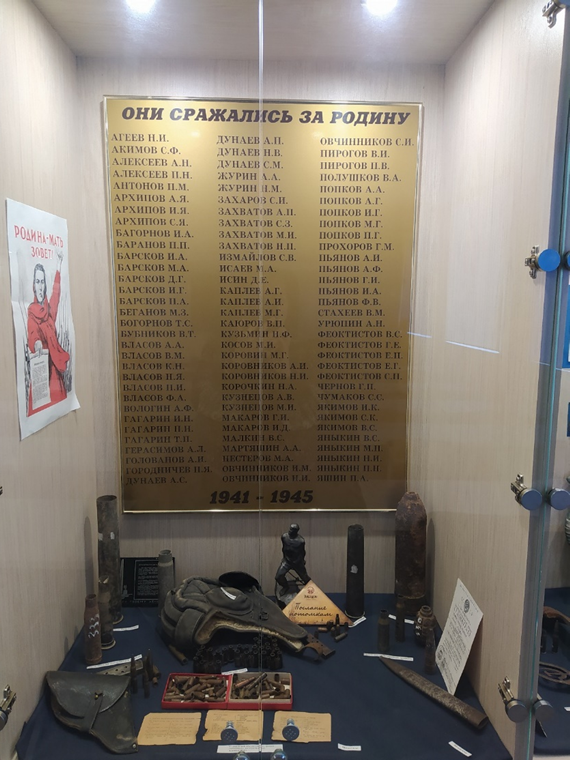 ОНИ СРАЖАЛИСЬ ЗА РОДИНУ
АГЕЕВ Н.И.
АКИМОВ С.Ф.
АЛЕКСЕЕВ А.Н.
АЛЕКСЕЕВ П.Н.
АНТОНОВ П.М.
АРХИПОВ А.Я.
АРХИПОВ И.Я.
АРХИПОВ С.Я.
БАГОРНОВ И.А.
БАРАНОВ П.П.
БАРСКОВ И.А.
БАРСКОВ М.А.
БАРСКОВ Д.Г.
БАРСКОВ И.Г.
БАРСКОВ П.А.
БЕГАНОВ М.З.
БОГОРНОВ Т.С.
БУБНИКОВ В.Т.
ВЛАСОВ А.А.
ВЛАСОВ В.М.
ВЛАСОВ К.Н.
ВЛАСОВ П.Я.
ВЛАСОВ П.И.
ВЛАСОВ Ф.А.
ВОЛОГИН А.Ф.
ГАГАРИН И.И.
ГАГАРИН П.И.
ГАГАРИН Т.П.
ГЕРАСИМОВ А.Л.
ГОЛОВАНОВ А.И.
ГОРОДНИЧЕВ П.Я.
ДУНАЕВ А.С.
ДУНАЕВ А.П.
ДУНАЕВ Н.В.
ДУНАЕВ С.М.
ЖУРИН А.А.
ЖУРИН П.М.
ЗАХАРОВ С.И.
ЗАХВАТОВ А.П.
ЗАХВАТОВ С.З.
ЗАХВАТОВ М.И.
ЗАХВАТОВ Н.П.
ИЗМАЙЛОВ С.В.
ИСАЕВ М.А.
ИСИН Д.Е.
КАПЛЕВ А.Г.
КАПЛЕВ А.И.
КАПЛЕВ М.Г.
КАЮРОВ В.П.
КУЗЬМИН П.Ф.
КОСОВ М.Н.
КОРОВИН М.Г.
КОРОВНИКОВ А.И.
КОРОВНИКОВ Н.И.
КОРОЧКИН П.А.
КУЗНЕЦОВ А.В.
КУЗНЕЦОВ М.Н.
МАКАРОВ Г.Н.
МАКАРОВ Н.Д.
МАЛКИН В.С.
МАРГЕШИН А.А.
НЕСТЕРОВ М.А.
ОВЧИННИКОВ Н.М.
ОВЧИННИКОВ П.И.
ОВЧИННИКОВ С.И.
ПИРОГОВ В.И.
ПИРОГОВ П.В.
ПОЛУШКОВ В.А.
ПОПКОВ А.А.
ПОПКОВ А.Г.
ПОПКОВ И.Г.
ПОПКОВ М.Г.
ПОПКОВ П.Г.
ПРОХОРОВ Г.М.
ПЬЯНОВ А.И.
ПЬЯНОВ А.Ф.
ПЬЯНОВ Г.И.
ПЬЯНОВ И.А.
ПЬЯНОВ Ф.В.
СТАХЕЕВ В.М.
УРЮПИН А.Н.
ФЕОКТИСТОВ В.С.
ФЕОКТИСТОВ Г.Е.
ФЕОКТИСТОВ Е.П.
ФЕОКТИСТОВ Е.Г.
ФЕОКТИСТОВ С.П.
ЧЕРНОВ Г.П.
ЧУМАКОВ С.С.
ЯКИМОВ Н.К.
ЯКИМОВ С.К.
ЯКИМОВ В.С.
ЯНЫКИН В.С.
ЯНЫКИН М.П.
ЯНЫКИН Н.И.
ЯНЫКИН П.П.
ЯШИН П.А.
1941 - 1945
РОДИНА-МАТЬ
ЗОВЕТ!
Послание
потомкам